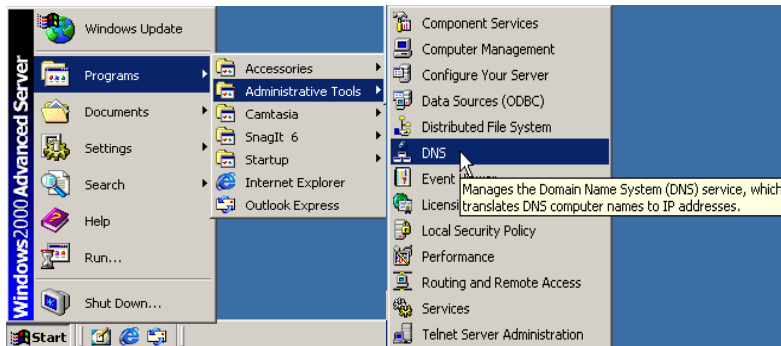 Windows 2000 Advanced Server
Windows Update
Programs
Documents
Settings
Search
Help
Run...
Shut Down...
Start
Accessories
Administrative Tools
Camtasia
SnagIt 6
Startup
Internet Explorer
Outlook Express
Component Services
Computer Management
Configure Your Server
Data Sources (ODBC)
Distributed File System
DNS
Event
Manages the Domain Name System (DNS) service, which
translates DNS computer names to IP addresses.
Licensi
Local Security Policy
Performance
Routing and Remote Access
Services
Telnet Server Administration